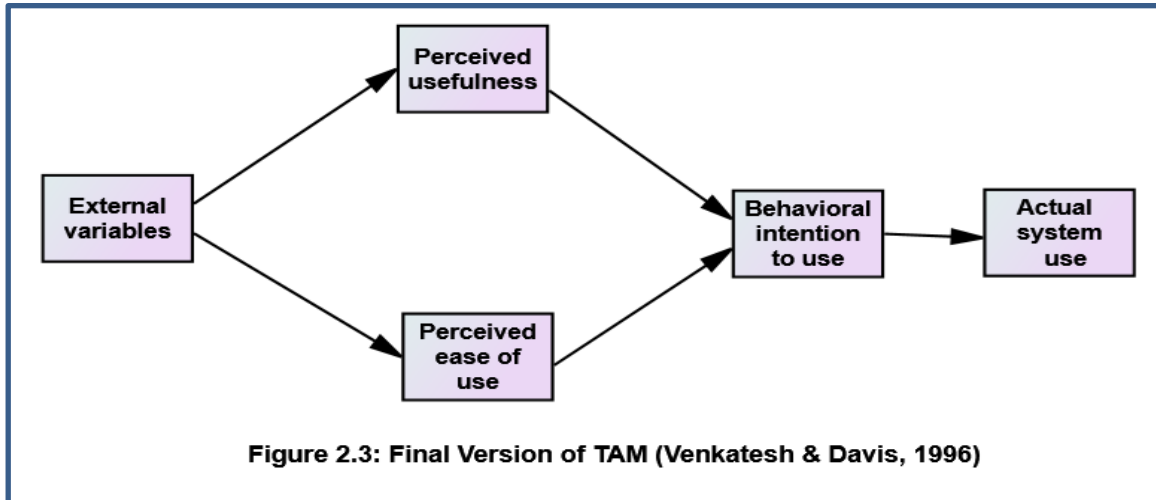 Perceived
usefulness
External
variables
Behavioral
intention
to use
Actual
system
use
Perceived
ease of
use
Figure 2.3: Final Version of TAM (Venkatesh & Davis, 1996)